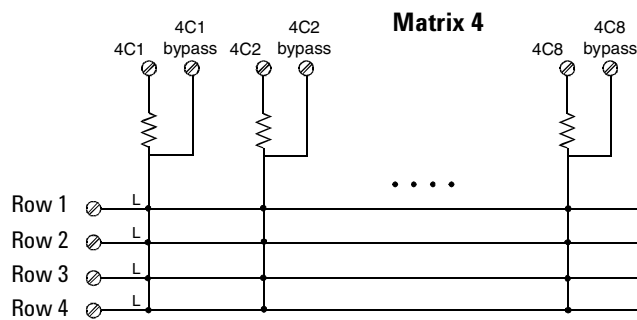 Matrix 4
4C1
4C1 bypass
4C2
4C2 bypass
4C8
4C8 bypass
Row 1 L
Row 2 L
Row 3 L
Row 4 L